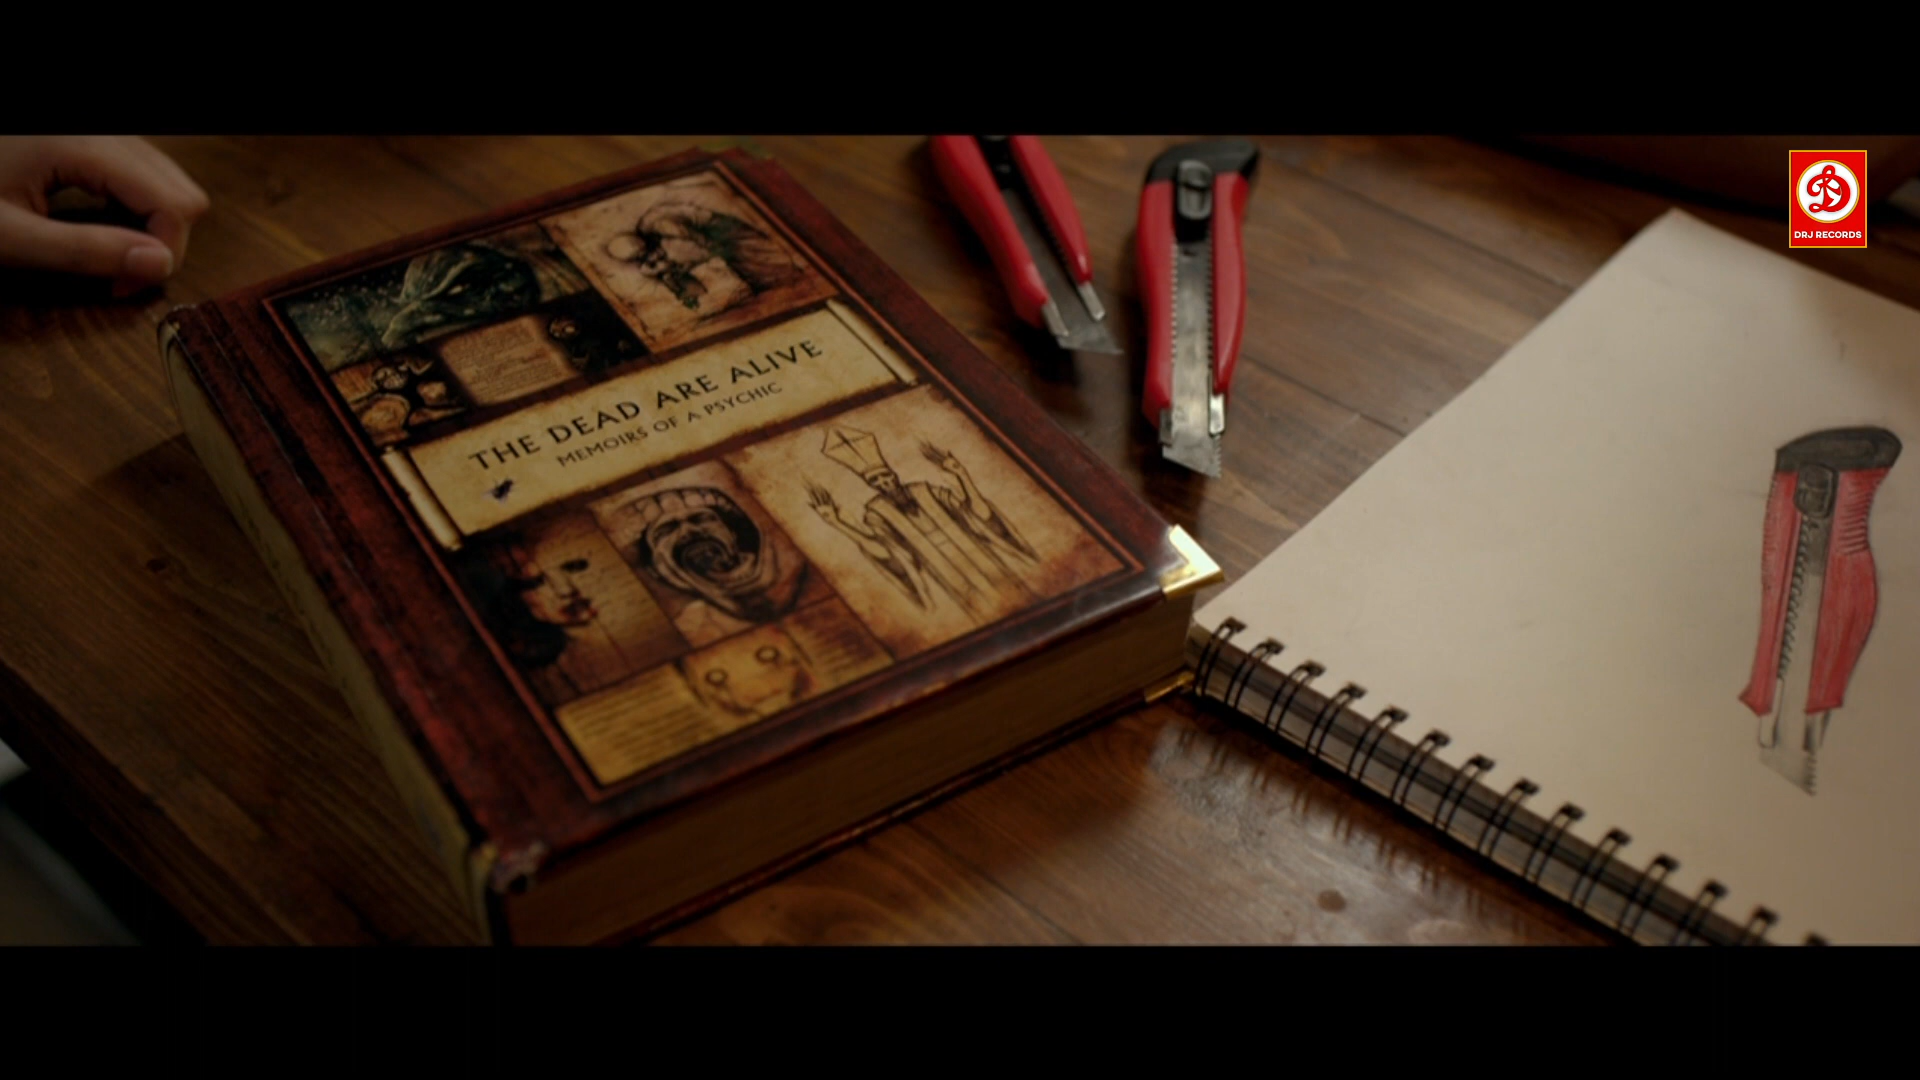 DRJ RECORDS
THE DEAD ARE ALIVE
MEMOIRS OF A PSYCHIC